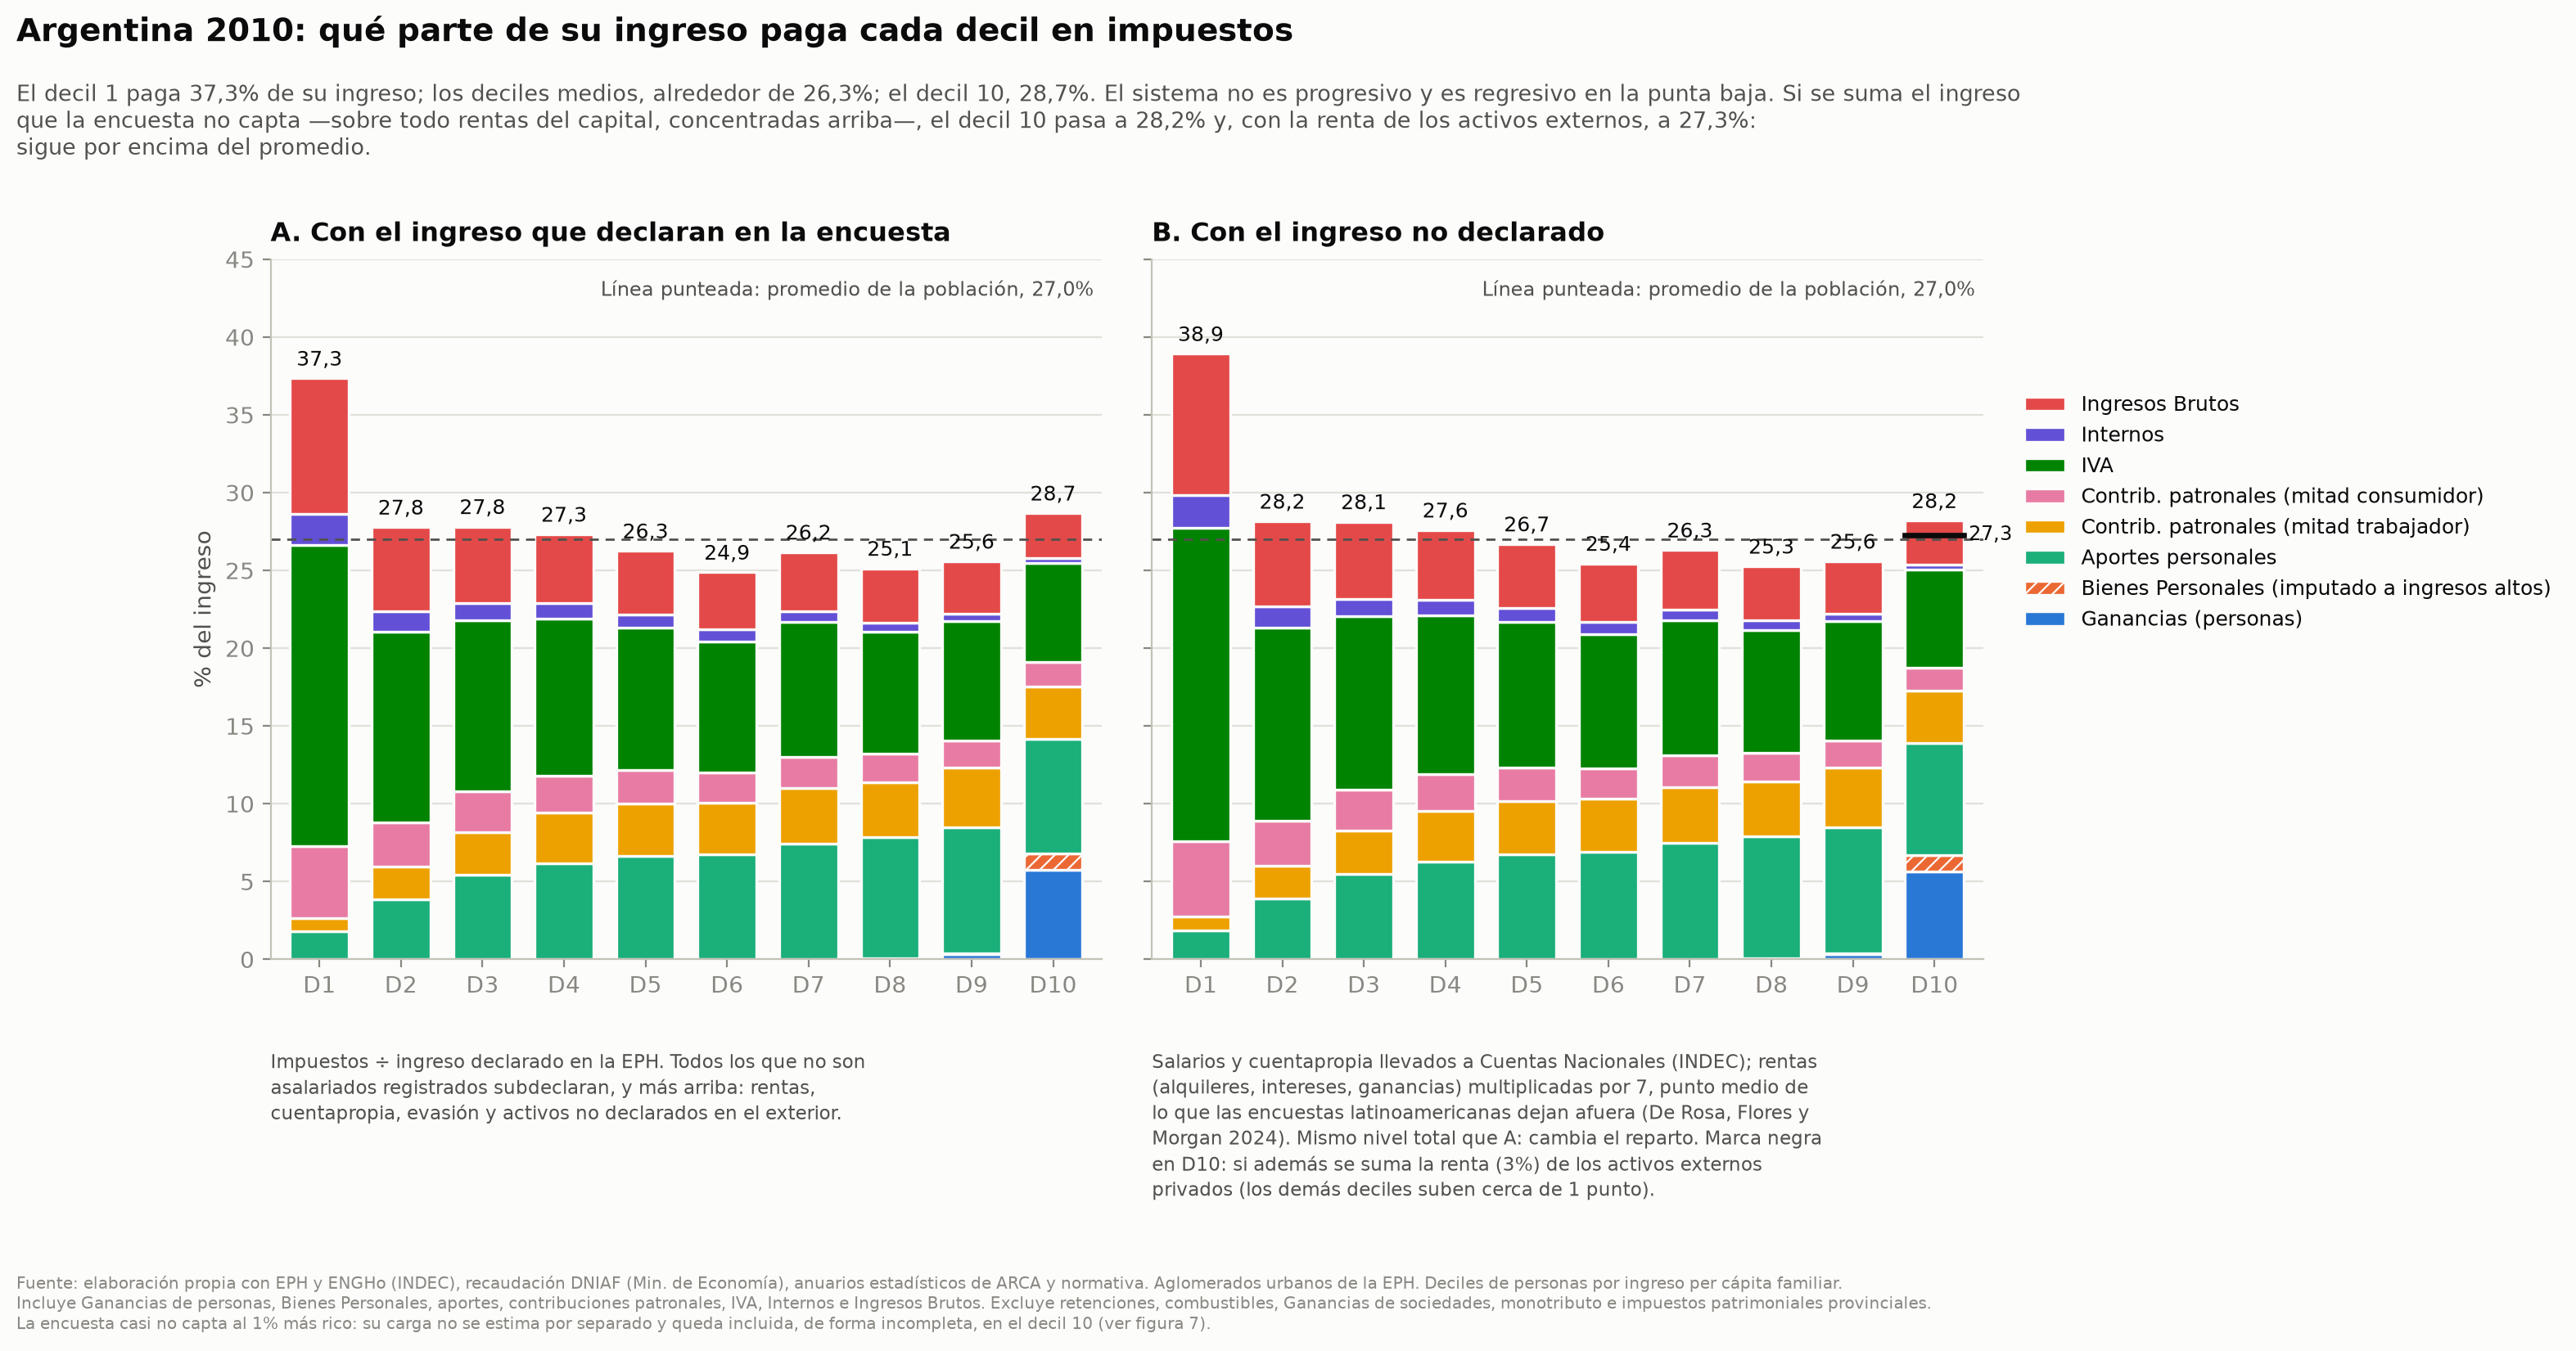 Argentina 2010: qué parte de su ingreso paga cada decil en impuestos
El decil 1 paga 37,3% de su ingreso; los deciles medios, alrededor de 26,3%; el decil 10, 28,7%. El sistema no es progresivo y es regresivo en la punta baja. Si se suma el ingreso
que la encuesta no capta —sobre todo rentas del capital, concentradas arriba—, el decil 10 pasa a 28,2% y, con la renta de los activos externos, a 27,3%:
sigue por encima del promedio.
A. Con el ingreso que declaran en la encuesta
Línea punteada: promedio de la población, 27,0%
% del ingreso
45
40
35
30
25
20
15
10
5
0
37,3
27,8
27,8
27,3
26,3
24,9
26,2
25,1
25,6
28,7
D1 D2 D3 D4 D5 D6 D7 D8 D9 D10
Impuestos ÷ ingreso declarado en la EPH. Todos los que no son
asalariados registrados subdeclaran, y más arriba: rentas,
cuentapropia, evasión y activos no declarados en el exterior.
B. Con el ingreso no declarado
Línea punteada: promedio de la población, 27,0%
38,9
28,2
28,1
27,6
26,7
25,4
26,3
25,3
25,6
28,2
27,3
D1 D2 D3 D4 D5 D6 D7 D8 D9 D10
Salarios y cuentapropia llevados a Cuentas Nacionales (INDEC); rentas
(alquileres, intereses, ganancias) multiplicadas por 7, punto medio de
lo que las encuestas latinoamericanas dejan afuera (De Rosa, Flores y
Morgan 2024). Mismo nivel total que A: cambia el reparto. Marca negra
en D10: si además se suma la renta (3%) de los activos externos
privados (los demás deciles suben cerca de 1 punto).
Ingresos Brutos
Internos
IVA
Contrib. patronales (mitad consumidor)
Contrib. patronales (mitad trabajador)
Aportes personales
Bienes Personales (imputado a ingresos altos)
Ganancias (personas)
Fuente: elaboración propia con EPH y ENGHo (INDEC), recaudación DNIAF (Min. de Economía), anuarios estadísticos de ARCA y normativa. Aglomerados urbanos de la EPH. Deciles de personas por ingreso per cápita familiar.
Incluye Ganancias de personas, Bienes Personales, aportes, contribuciones patronales, IVA, Internos e Ingresos Brutos. Excluye retenciones, combustibles, Ganancias de sociedades, monotributo e impuestos patrimoniales provinciales.
La encuesta casi no capta al 1% más rico: su carga no se estima por separado y queda incluida, de forma incompleta, en el decil 10 (ver figura 7).